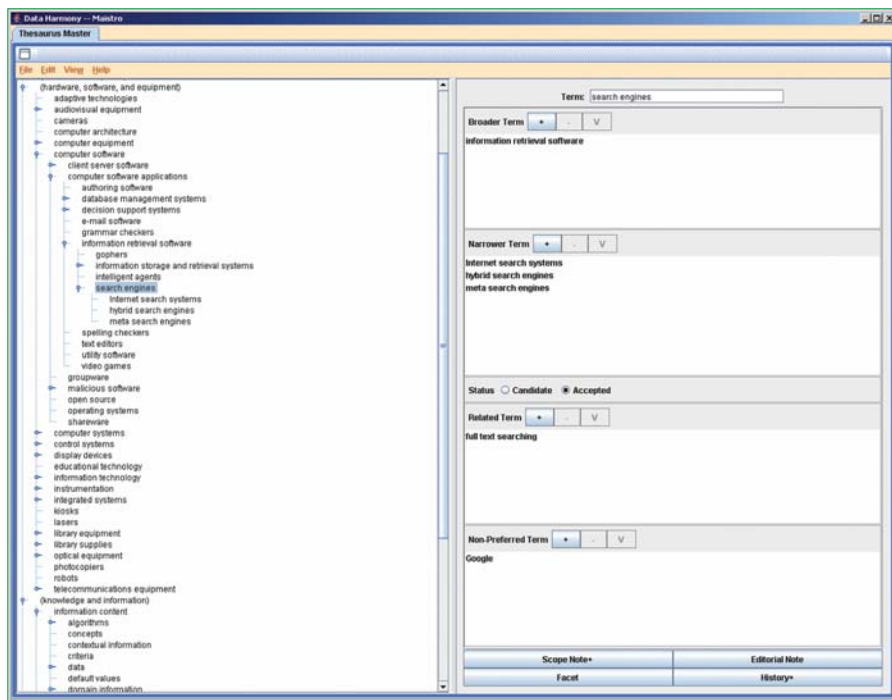 Data Harmony -- Maistro
Thesaurus Master
File Edit View Help
(hardware, software, and equipment)
adaptive technologies
audiovisual equipment
cameras
computer architecture
computer equipment
computer software
client server software
computer software applications
authoring software
database management systems
decision support systems
e-mail software
grammar checkers
information retrieval software
gophers
information storage and retrieval systems
intelligent agents
search engines
Internet search systems
hybrid search engines
meta search engines
spelling checkers
text editors
utility software
video games
groupware
malicious software
open source
operating systems
shareware
computer systems
control systems
display devices
educational technology
information technology
instrumentation
integrated systems
kiosks
lasers
library equipment
library supplies
optical equipment
photocopiers
robots
telecommunications equipment
(knowledge and information)
information content
algorithms
concepts
contextual information
criteria
data
default values
domain information
Term: search engines
Broader Term + - V
information retrieval software
Narrower Term + - V
Internet search systems
hybrid search engines
meta search engines
Status Candidate Accepted
Related Term + - V
full text searching
Non-Preferred Term + - V
Google
Scope Note+ Editorial Note
Facet History+